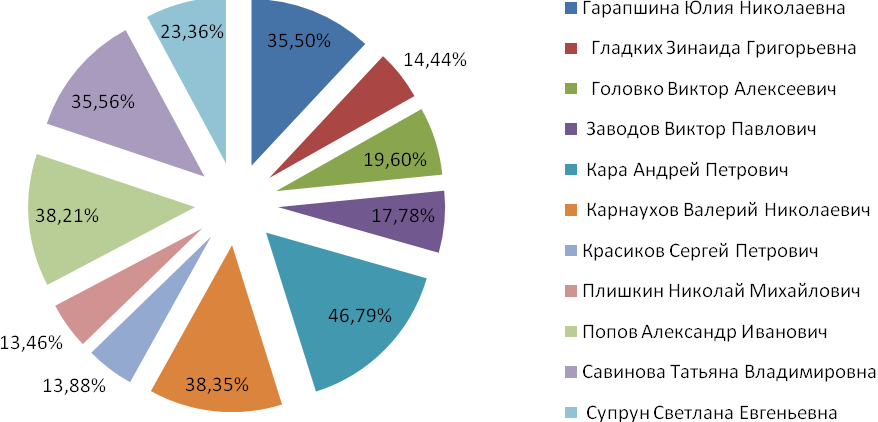 35,50%
14,44%
19,60%
17,78%
46,79%
38,35%
13,88%
13,46%
38,21%
35,56%
23,36%
Гарапшина Юлия Николаевна
Гладких Зинаида Григорьевна
Головко Виктор Алексеевич
Заводов Виктор Павлович
Кара Андрей Петрович
Карнаухов Валерий Николаевич
Красиков Сергей Петрович
Плишкин Николай Михайлович
Попов Александр Иванович
Савинова Татьяна Владимировна
Супрун Светлана Евгеньевна